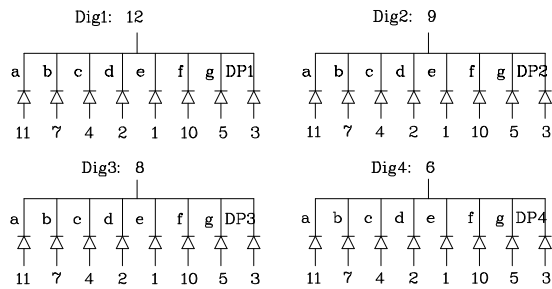 Dig1: 12 Dig2: 9
a b c d e f g DP1 a b c d e f g DP2
11 7 4 2 1 10 5 3 11 7 4 2 1 10 5 3
Dig3: 8 Dig4: 6
a b c d e f g DP3 a b c d e f g DP4
11 7 4 2 1 10 5 3 11 7 4 2 1 10 5 3